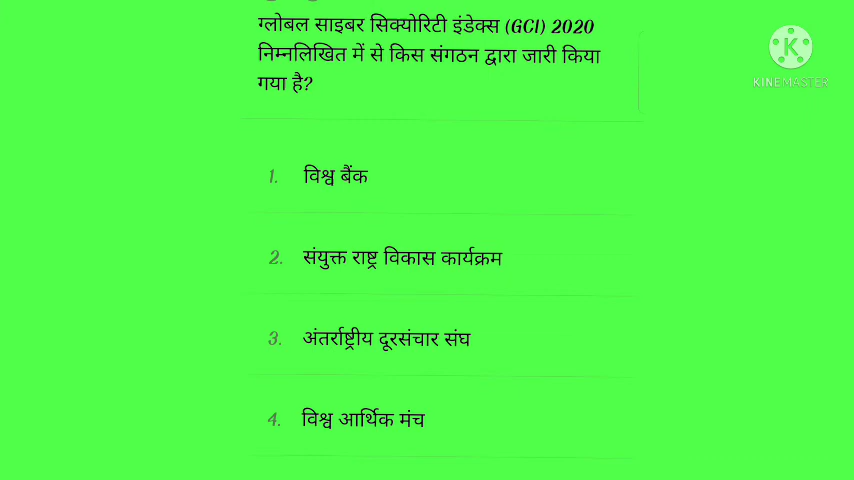 ग्लोबल साइबर सिक्योरिटी इंडेक्स (GCI) 2020
निम्नलिखित में से किस संगठन द्वारा जारी किया
गया है?
1. विश्व बैंक
2. संयुक्त राष्ट्र विकास कार्यक्रम
3. अंतर्राष्ट्रीय दूरसंचार संघ
4. विश्व आर्थिक मंच
K
KINEMASTER